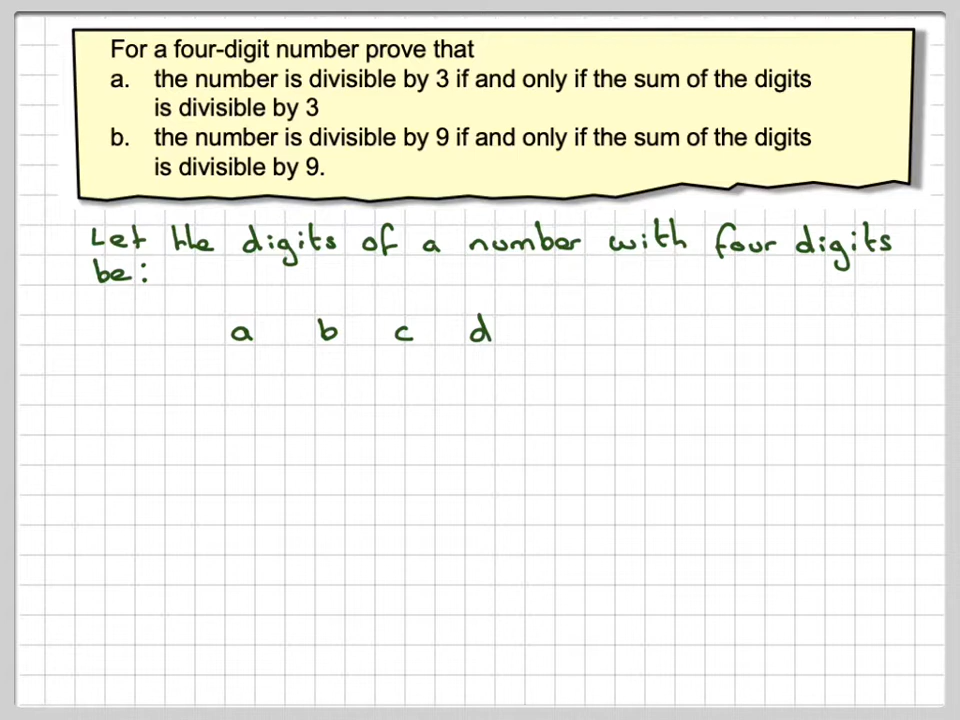 For a four-digit number prove that
a. the number is divisible by 3 if and only if the sum of the digits
is divisible by 3
b. the number is divisible by 9 if and only if the sum of the digits
is divisible by 9.
Let the digits of a number with four digits
be:
a b c d